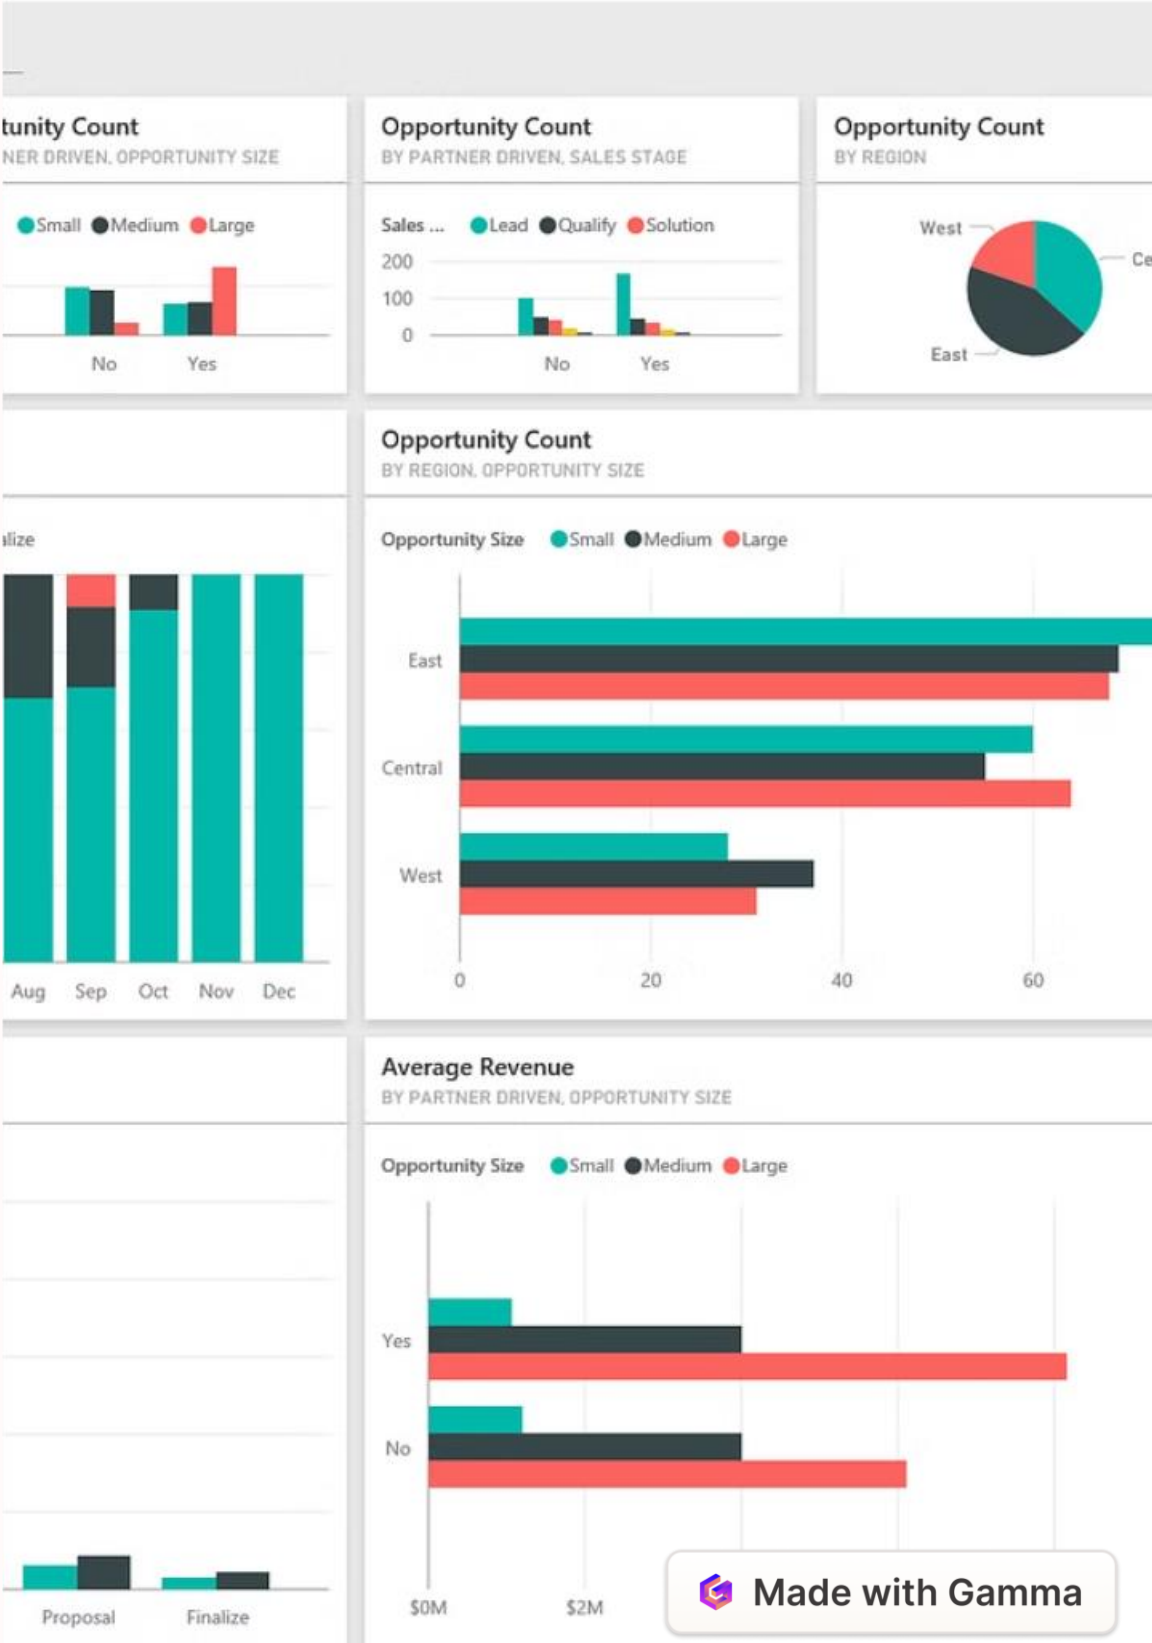 tunity Count
NER DRIVEN, OPPORTUNITY SIZE
Small Medium Large
No Yes
Opportunity Count
BY PARTNER DRIVEN, SALES STAGE
Sales ... Lead Qualify Solution
200
100
0
No Yes
Opportunity Count
BY REGION
West
Ce
East
alize
Aug Sep Oct Nov Dec
Opportunity Count
BY REGION, OPPORTUNITY SIZE
Opportunity Size Small Medium Large
East
Central
West
0 20 40 60
Proposal Finalize
Average Revenue
BY PARTNER DRIVEN, OPPORTUNITY SIZE
Opportunity Size Small Medium Large
Yes
No
$0M $2M
Made with Gamma